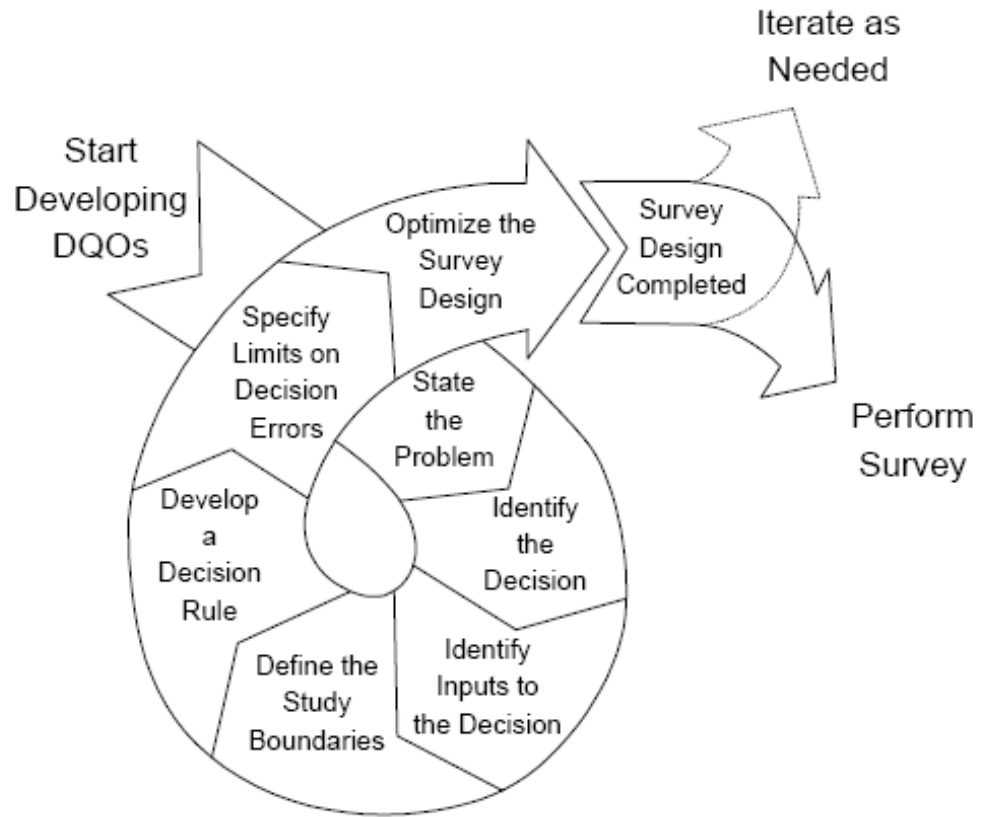 Start
Developing
DQOs
State
the
Problem
Identify
the
Decision
Identify
Inputs to
the Decision
Define the
Study
Boundaries
Develop
a
Decision
Rule
Specify
Limits on
Decision
Errors
Optimize the
Survey
Design
Survey
Design
Completed
Iterate as
Needed
Perform
Survey